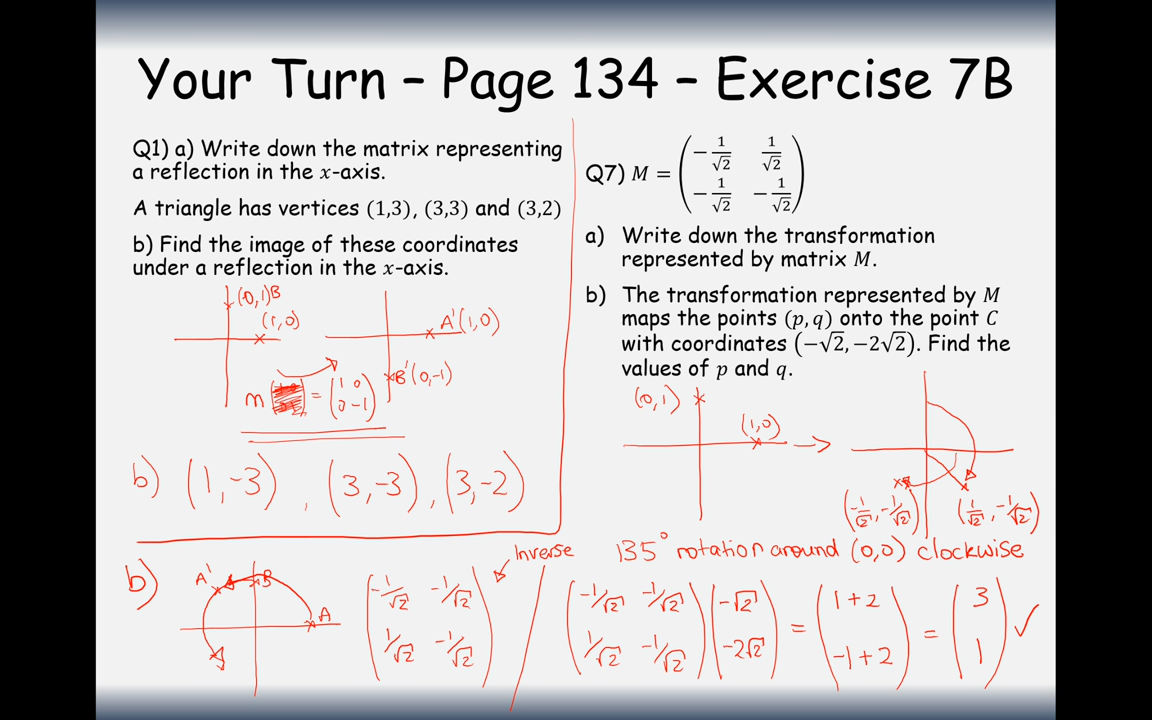 Your Turn – Page 134 – Exercise 7B
Q1) a) Write down the matrix representing
a reflection in the x-axis.
A triangle has vertices (1,3), (3,3) and (3,2)
b) Find the image of these coordinates
under a reflection in the x-axis.
(0,1)B
(1,0)
A'(1,0)
B'(0,-1)
M = (1 0
0 -1)
b) (1,-3) , (3,-3) , (3,-2)
Q7) M = (−1/√2 1/√2
−1/√2 −1/√2)
a) Write down the transformation
represented by matrix M.
b) The transformation represented by M
maps the points (p, q) onto the point C
with coordinates (−√2, −2√2). Find the
values of p and q.
(0,1)
(1,0)
(-1/√2, -1/√2) (1/√2, -1/√2)
135° rotation around (0,0) clockwise
b)
A' B
A
Inverse
(-1/√2 -1/√2
1/√2 -1/√2)
(-1/√2 -1/√2 (-√2 = (1+2 = (3 ✓
1/√2 -1/√2) -2√2) -1+2) 1)